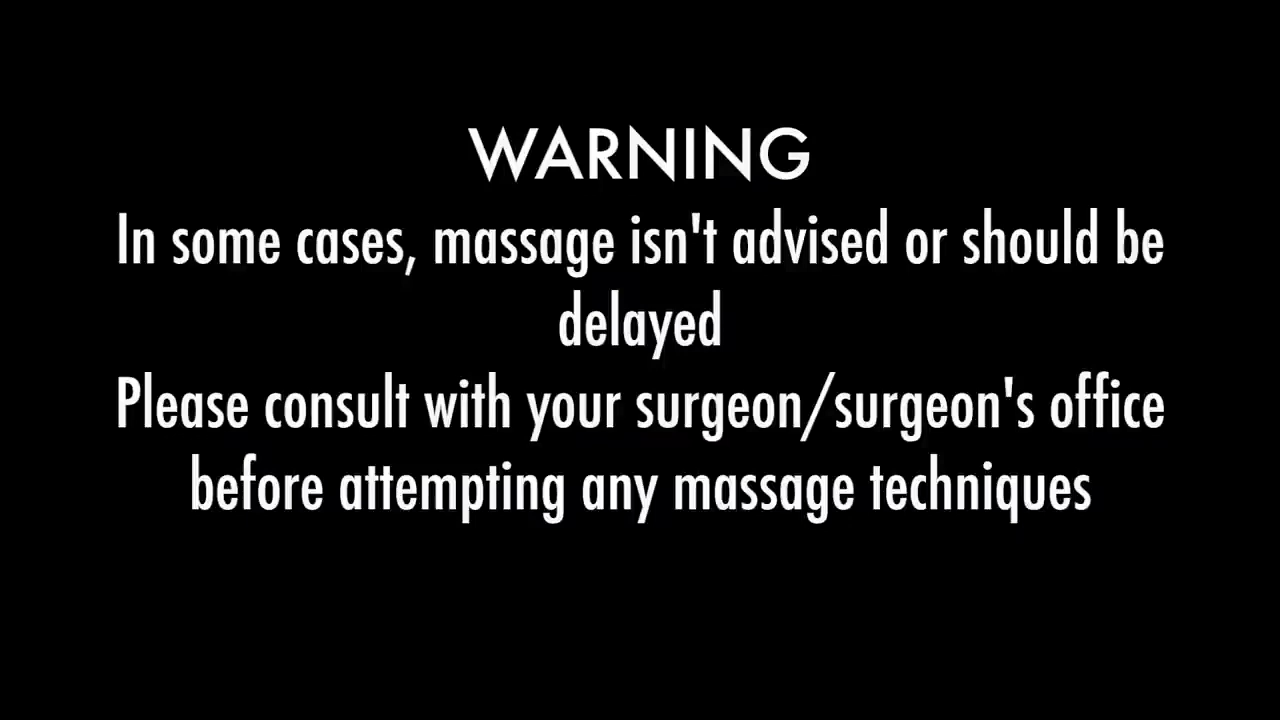 WARNING
In some cases, massage isn't advised or should be
delayed
Please consult with your surgeon/surgeon's office
before attempting any massage techniques